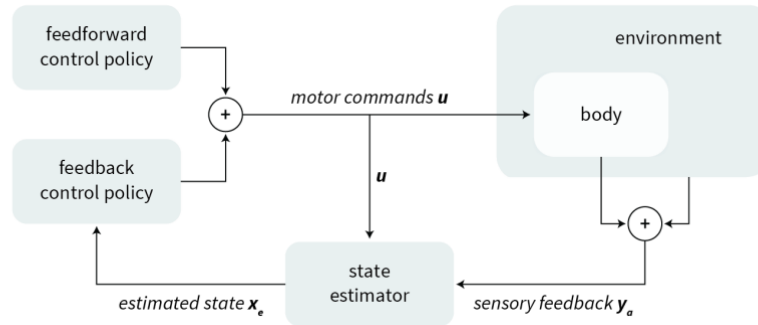 feedforward
control policy
environment
+
motor commands u
body
feedback
control policy
u
+
state
estimator
estimated state xₑ
sensory feedback yₐ